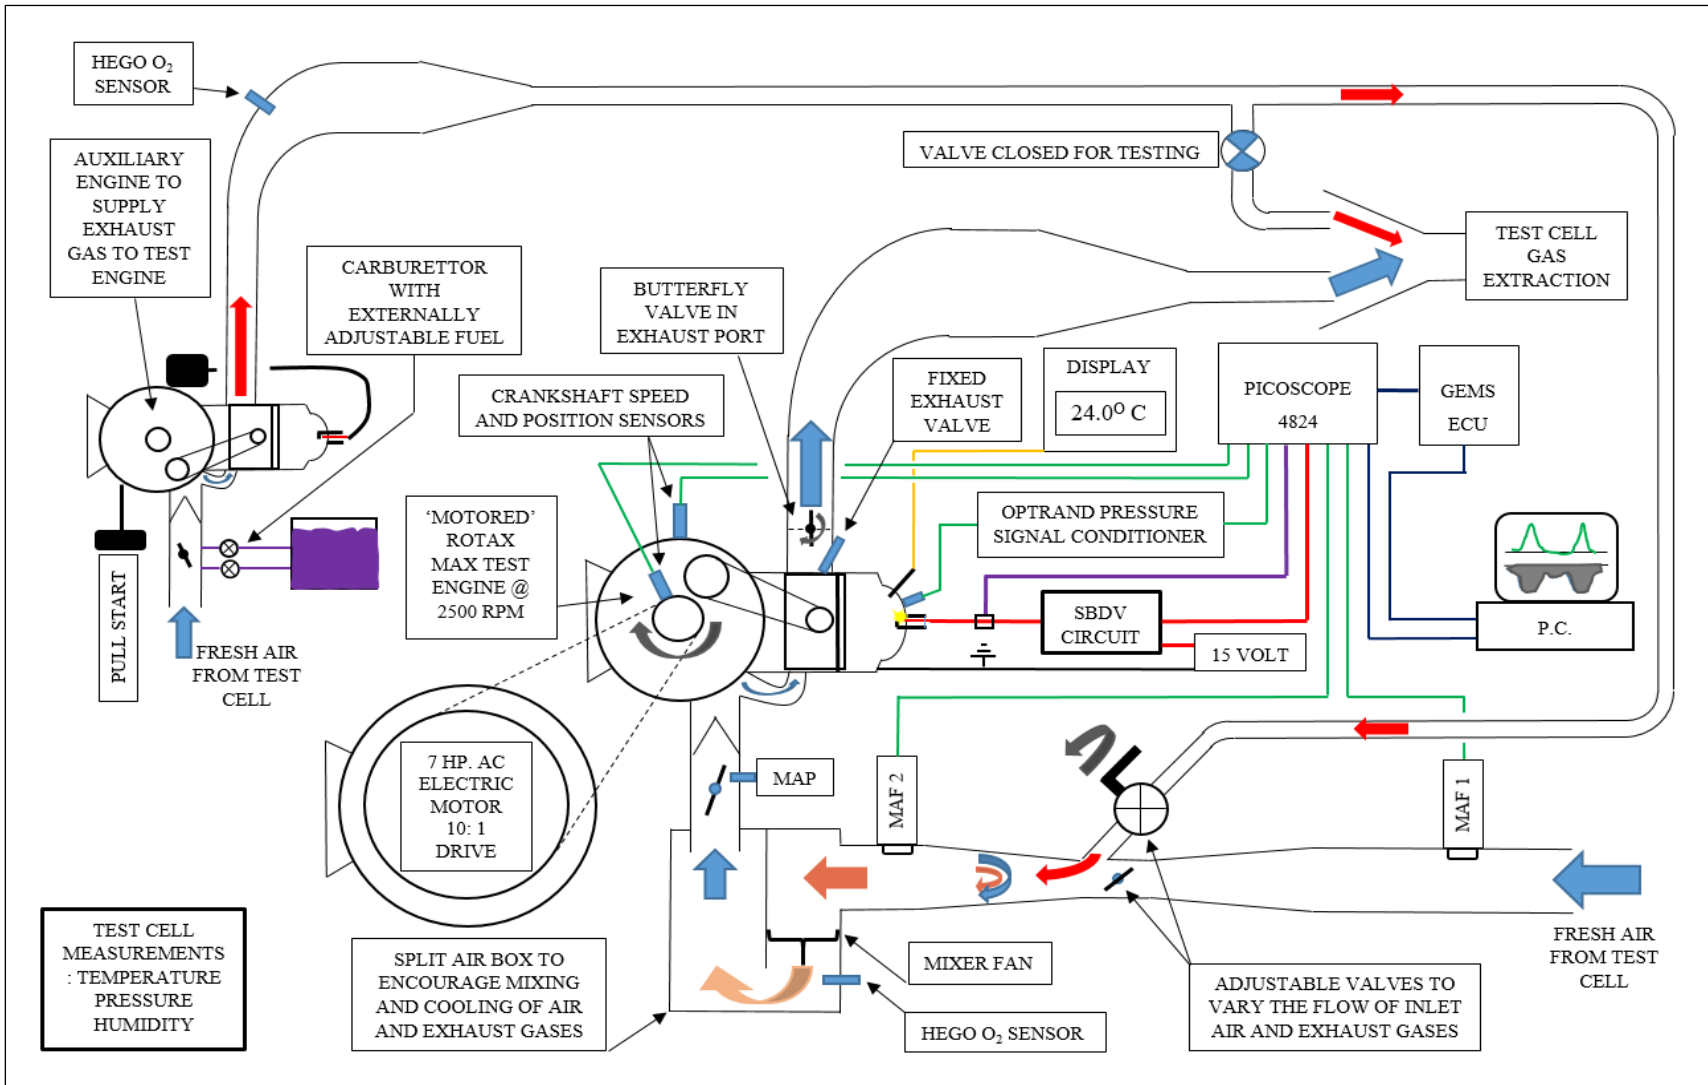 HEGO O₂
SENSOR
AUXILIARY
ENGINE TO
SUPPLY
EXHAUST
GAS TO TEST
ENGINE
CARBURETTOR
WITH
EXTERNALLY
ADJUSTABLE FUEL
BUTTERFLY
VALVE IN
EXHAUST PORT
VALVE CLOSED FOR TESTING
TEST CELL
GAS
EXTRACTION
CRANKSHAFT SPEED
AND POSITION SENSORS
FIXED
EXHAUST
VALVE
DISPLAY
24.0⁰ C
PICOSCOPE
4824
GEMS
ECU
‘MOTORED’
ROTAX
MAX TEST
ENGINE @
2500 RPM
OPTRAND PRESSURE
SIGNAL CONDITIONER
PULL START
FRESH AIR
FROM TEST
CELL
SBDV
CIRCUIT
15 VOLT
P.C.
7 HP. AC
ELECTRIC
MOTOR
10: 1
DRIVE
MAP
MAF 2
MAF 1
TEST CELL
MEASUREMENTS
: TEMPERATURE
PRESSURE
HUMIDITY
SPLIT AIR BOX TO
ENCOURAGE MIXING
AND COOLING OF AIR
AND EXHAUST GASES
MIXER FAN
HEGO O₂ SENSOR
ADJUSTABLE VALVES TO
VARY THE FLOW OF INLET
AIR AND EXHAUST GASES
FRESH AIR
FROM TEST
CELL